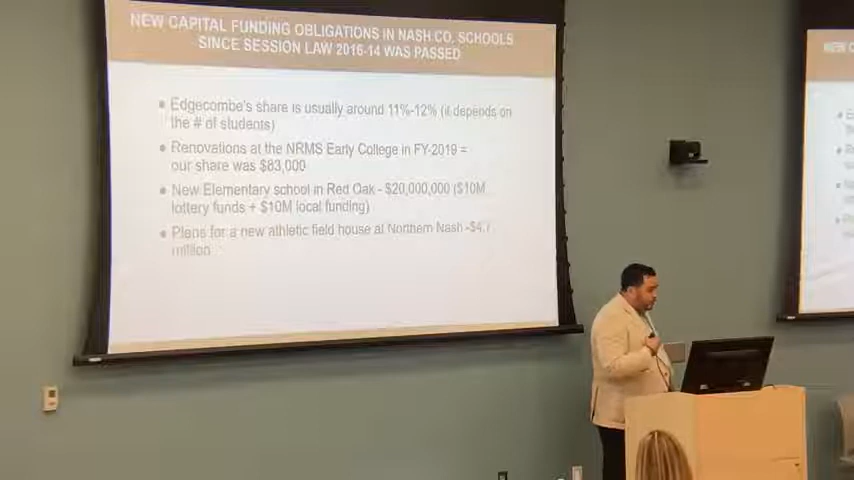 NEW CAPITAL FUNDING OBLIGATIONS IN NASH CO. SCHOOLS
SINCE SESSION LAW 2016-14 WAS PASSED
Edgecombe's share is usually around 11%-12% (it depends on
the # of students)
Renovations at the NRMS Early College in FY-2019 =
our share was $83,000
New Elementary school in Red Oak - $20,000,000 ($10M
lottery funds + $10M local funding)
Plans for a new athletic field house at Northern Nash -$4.7
million
NEW C